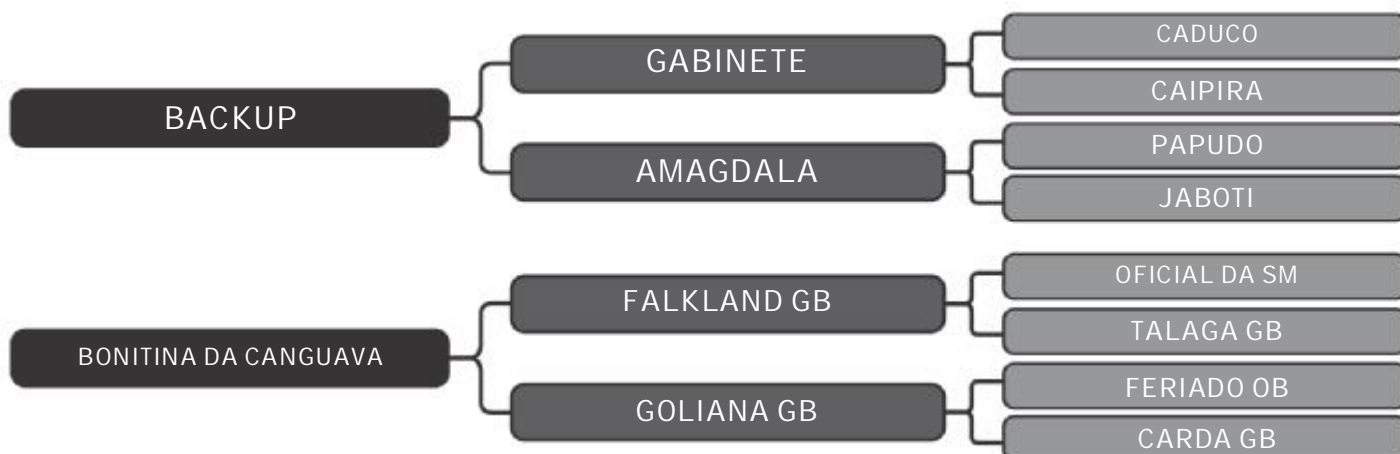 BACKUP
GABINETE
CADUCO
CAIPIRA
AMAGDALA
PAPUDO
JABOTI
BONITINA DA CANGUAVA
FALKLAND GB
OFICIAL DA SM
TALAGA GB
GOLIANA GB
FERIADO OB
CARDA GB